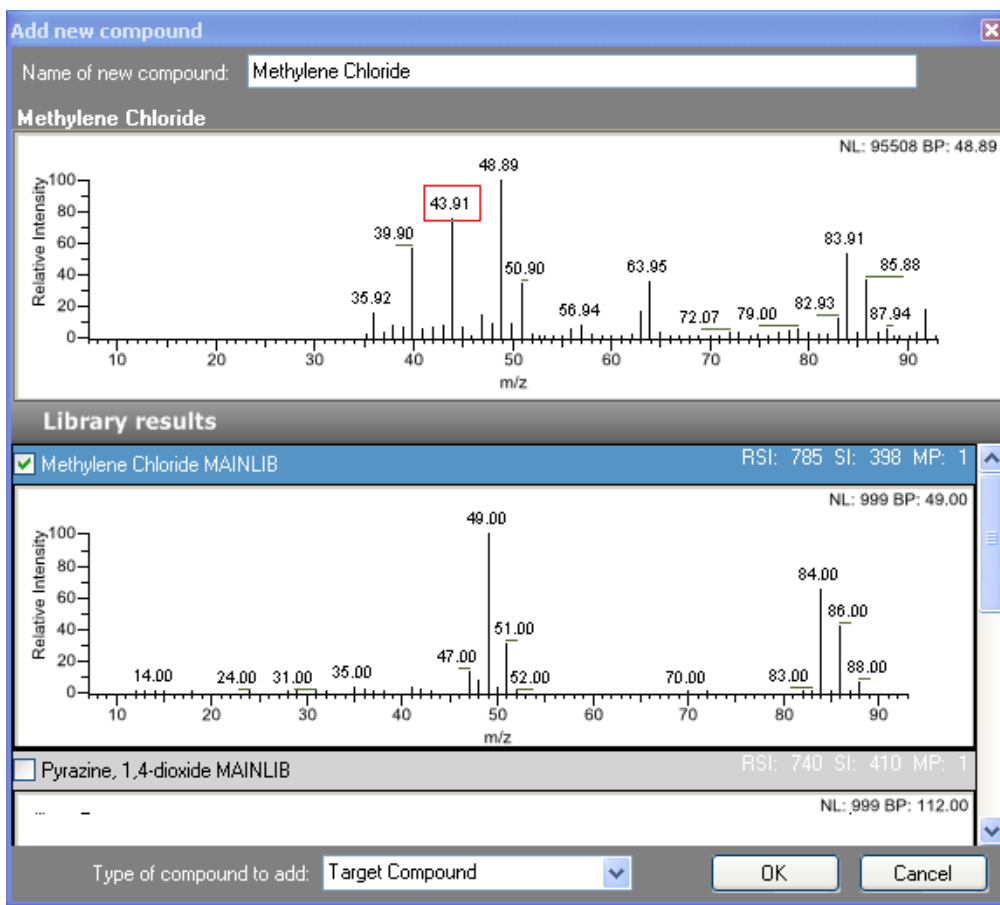 Add new compound
Name of new compound: Methylene Chloride
Methylene Chloride
NL: 95508 BP: 48.89
Relative Intensity
100
80
60
40
20
0
35.92
39.90
43.91
48.89
50.90
56.94
63.95
72.07
79.00
82.93
83.91
85.88
87.94
10 20 30 40 50 60 70 80 90
m/z
Library results
Methylene Chloride MAINLIB RSI: 785 SI: 398 MP: 1
NL: 999 BP: 49.00
Relative Intensity
100
80
60
40
20
0
14.00
24.00
31.00
35.00
47.00
49.00
51.00
52.00
70.00
83.00
84.00
86.00
88.00
10 20 30 40 50 60 70 80 90
m/z
Pyrazine, 1,4-dioxide MAINLIB RSI: 740 SI: 410 MP: 1
NL: 999 BP: 112.00
Type of compound to add: Target Compound OK Cancel